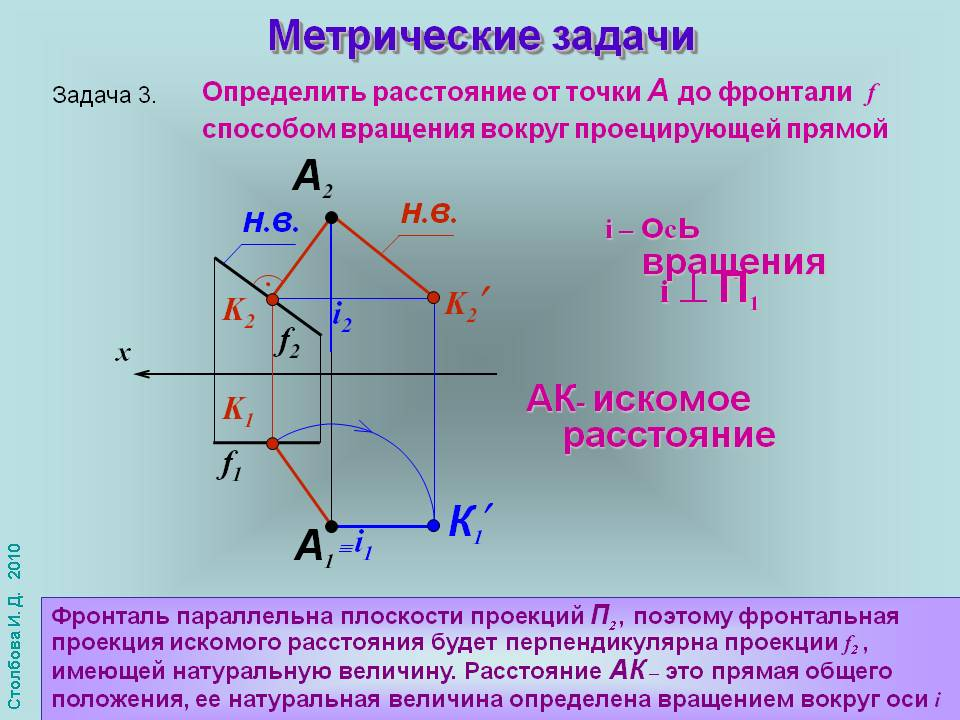 Метрические задачи
Задача 3.
Определить расстояние от точки А до фронтали f
способом вращения вокруг проецирующей прямой
А2
н.в.
н.в.
i – ось
вращения
i ⊥ П1
K2
i2
K2′
f2
x
K1
АК- искомое
расстояние
f1
К1′
А1 ≡ i1
Столбова И. Д. 2010
Фронталь параллельна плоскости проекций П2 , поэтому фронтальная
проекция искомого расстояния будет перпендикулярна проекции f2 ,
имеющей натуральную величину. Расстояние АК – это прямая общего
положения, ее натуральная величина определена вращением вокруг оси i